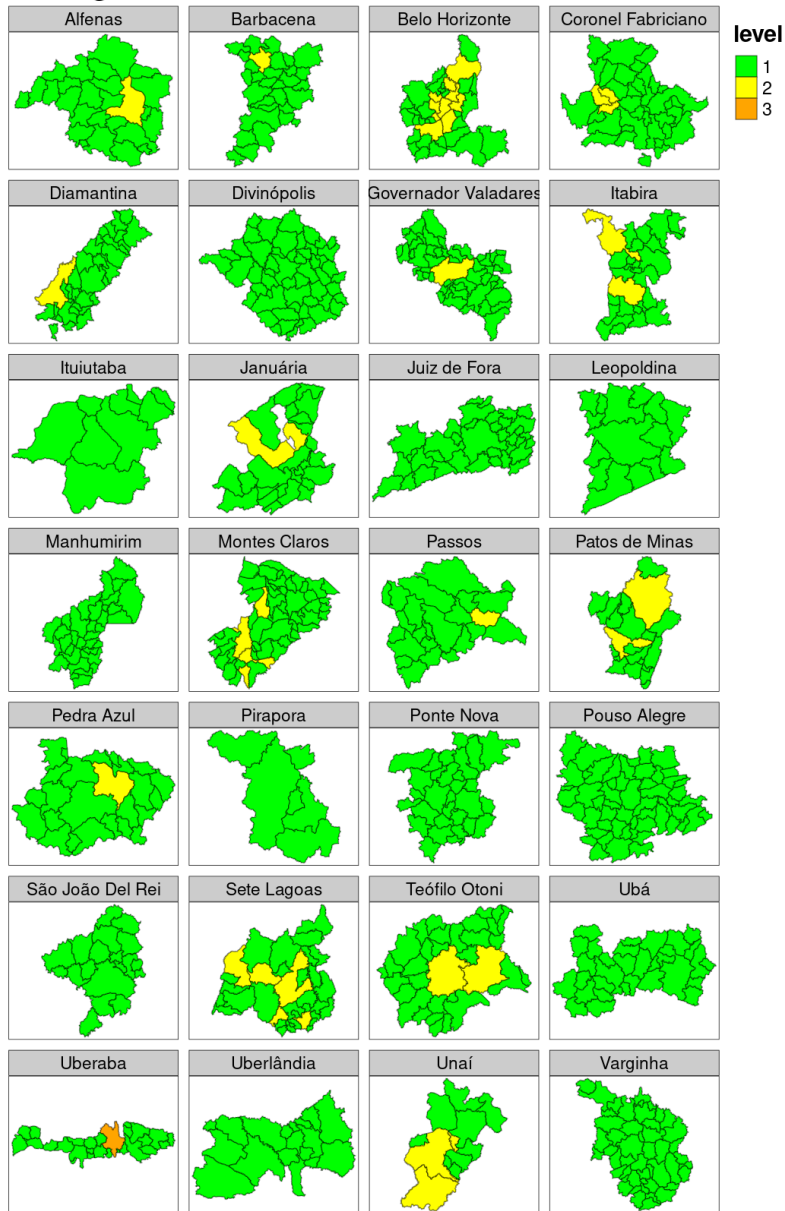 Alfenas
Barbacena
Belo Horizonte
Coronel Fabriciano
level
1
2
3
Diamantina
Divinópolis
Governador Valadares
Itabira
Ituiutaba
Januária
Juiz de Fora
Leopoldina
Manhumirim
Montes Claros
Passos
Patos de Minas
Pedra Azul
Pirapora
Ponte Nova
Pouso Alegre
São João Del Rei
Sete Lagoas
Teófilo Otoni
Ubá
Uberaba
Uberlândia
Unaí
Varginha